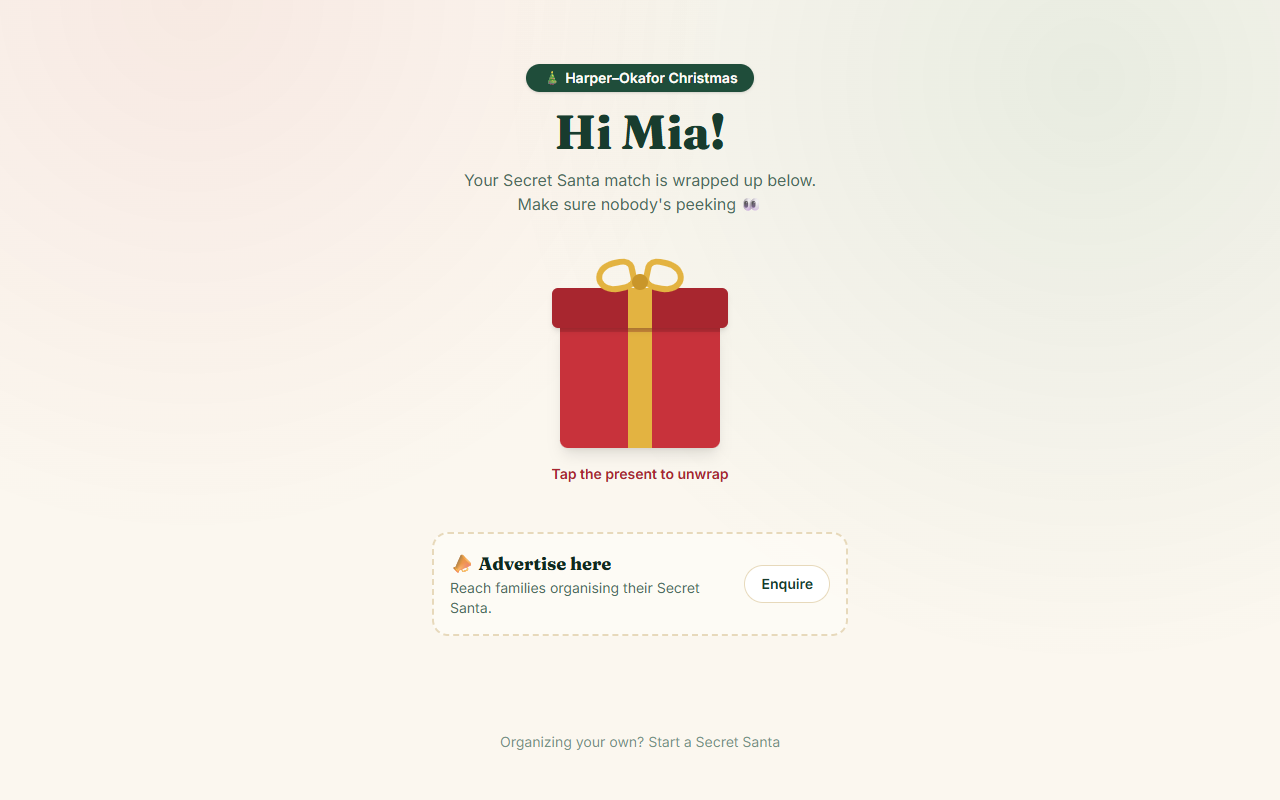 🎄 Harper–Okafor Christmas
Hi Mia!
Your Secret Santa match is wrapped up below.
Make sure nobody's peeking 👀
Tap the present to unwrap
📣 Advertise here
Reach families organising their Secret
Santa.
Enquire
Organizing your own? Start a Secret Santa